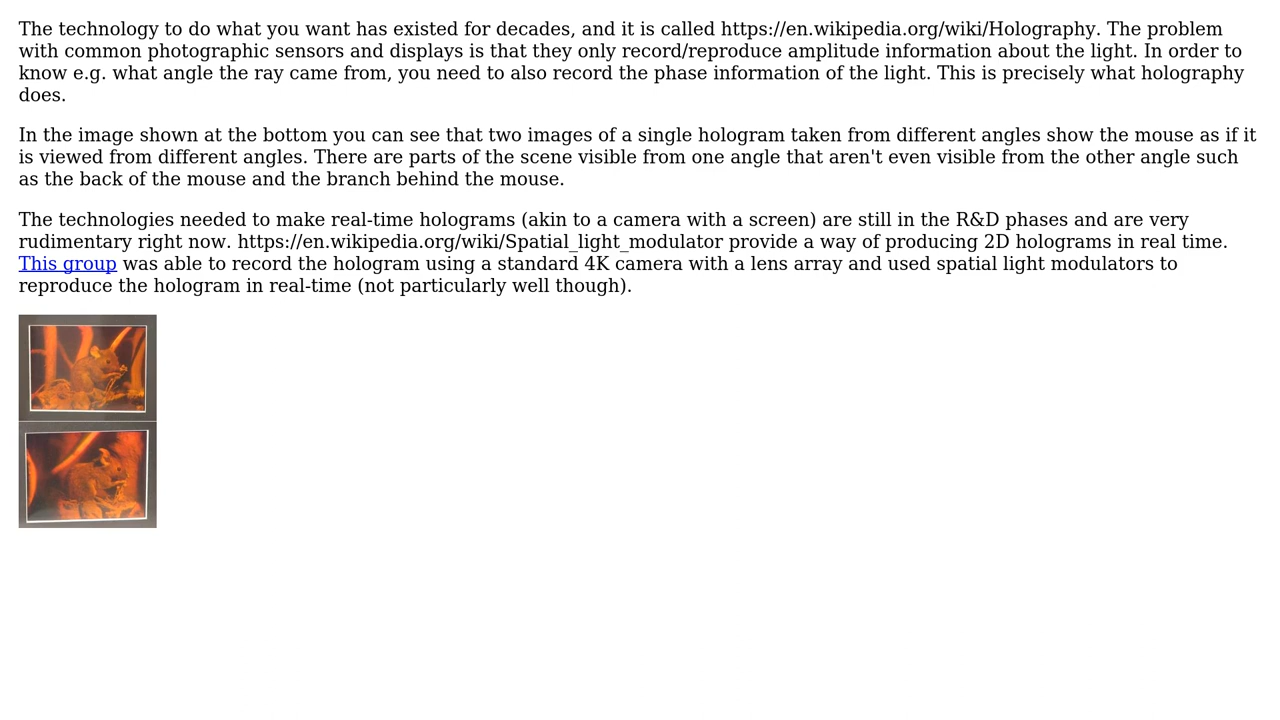 The technology to do what you want has existed for decades, and it is called https://en.wikipedia.org/wiki/Holography. The problem
with common photographic sensors and displays is that they only record/reproduce amplitude information about the light. In order to
know e.g. what angle the ray came from, you need to also record the phase information of the light. This is precisely what holography
does.
In the image shown at the bottom you can see that two images of a single hologram taken from different angles show the mouse as if it
is viewed from different angles. There are parts of the scene visible from one angle that aren't even visible from the other angle such
as the back of the mouse and the branch behind the mouse.
The technologies needed to make real-time holograms (akin to a camera with a screen) are still in the R&D phases and are very
rudimentary right now. https://en.wikipedia.org/wiki/Spatial_light_modulator provide a way of producing 2D holograms in real time.
This group was able to record the hologram using a standard 4K camera with a lens array and used spatial light modulators to
reproduce the hologram in real-time (not particularly well though).